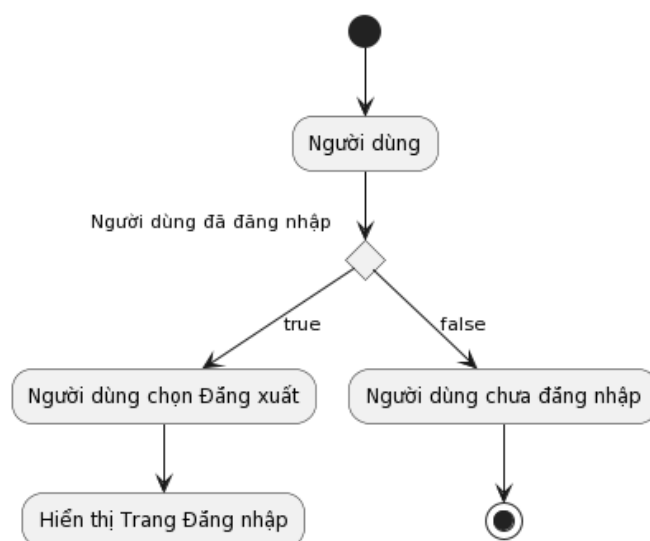 Người dùng
Người dùng đã đăng nhập
true
false
Người dùng chọn Đăng xuất
Người dùng chưa đăng nhập
Hiển thị Trang Đăng nhập